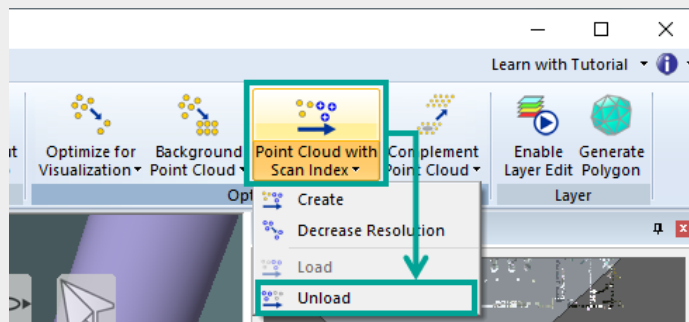 Learn with Tutorial
Optimize for Visualization
Background Point Cloud
Point Cloud with Scan Index
Complement Point Cloud
Enable Layer Edit
Generate Polygon
Layer
Create
Decrease Resolution
Load
Unload